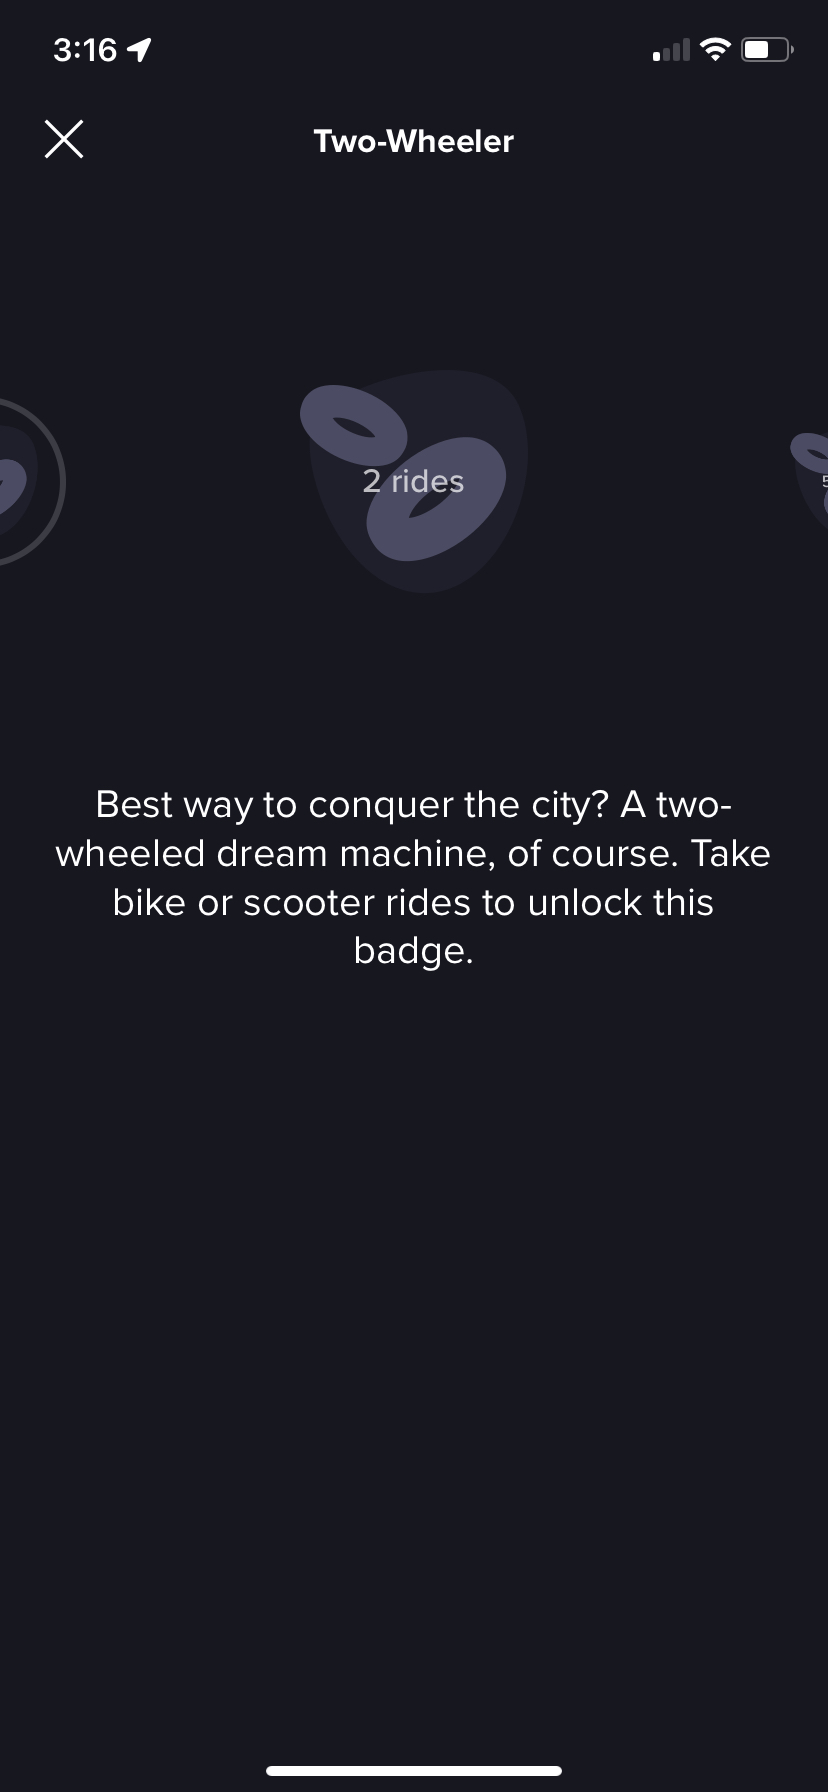 3:16
Two-Wheeler
2 rides
Best way to conquer the city? A two-
wheeled dream machine, of course. Take
bike or scooter rides to unlock this
badge.